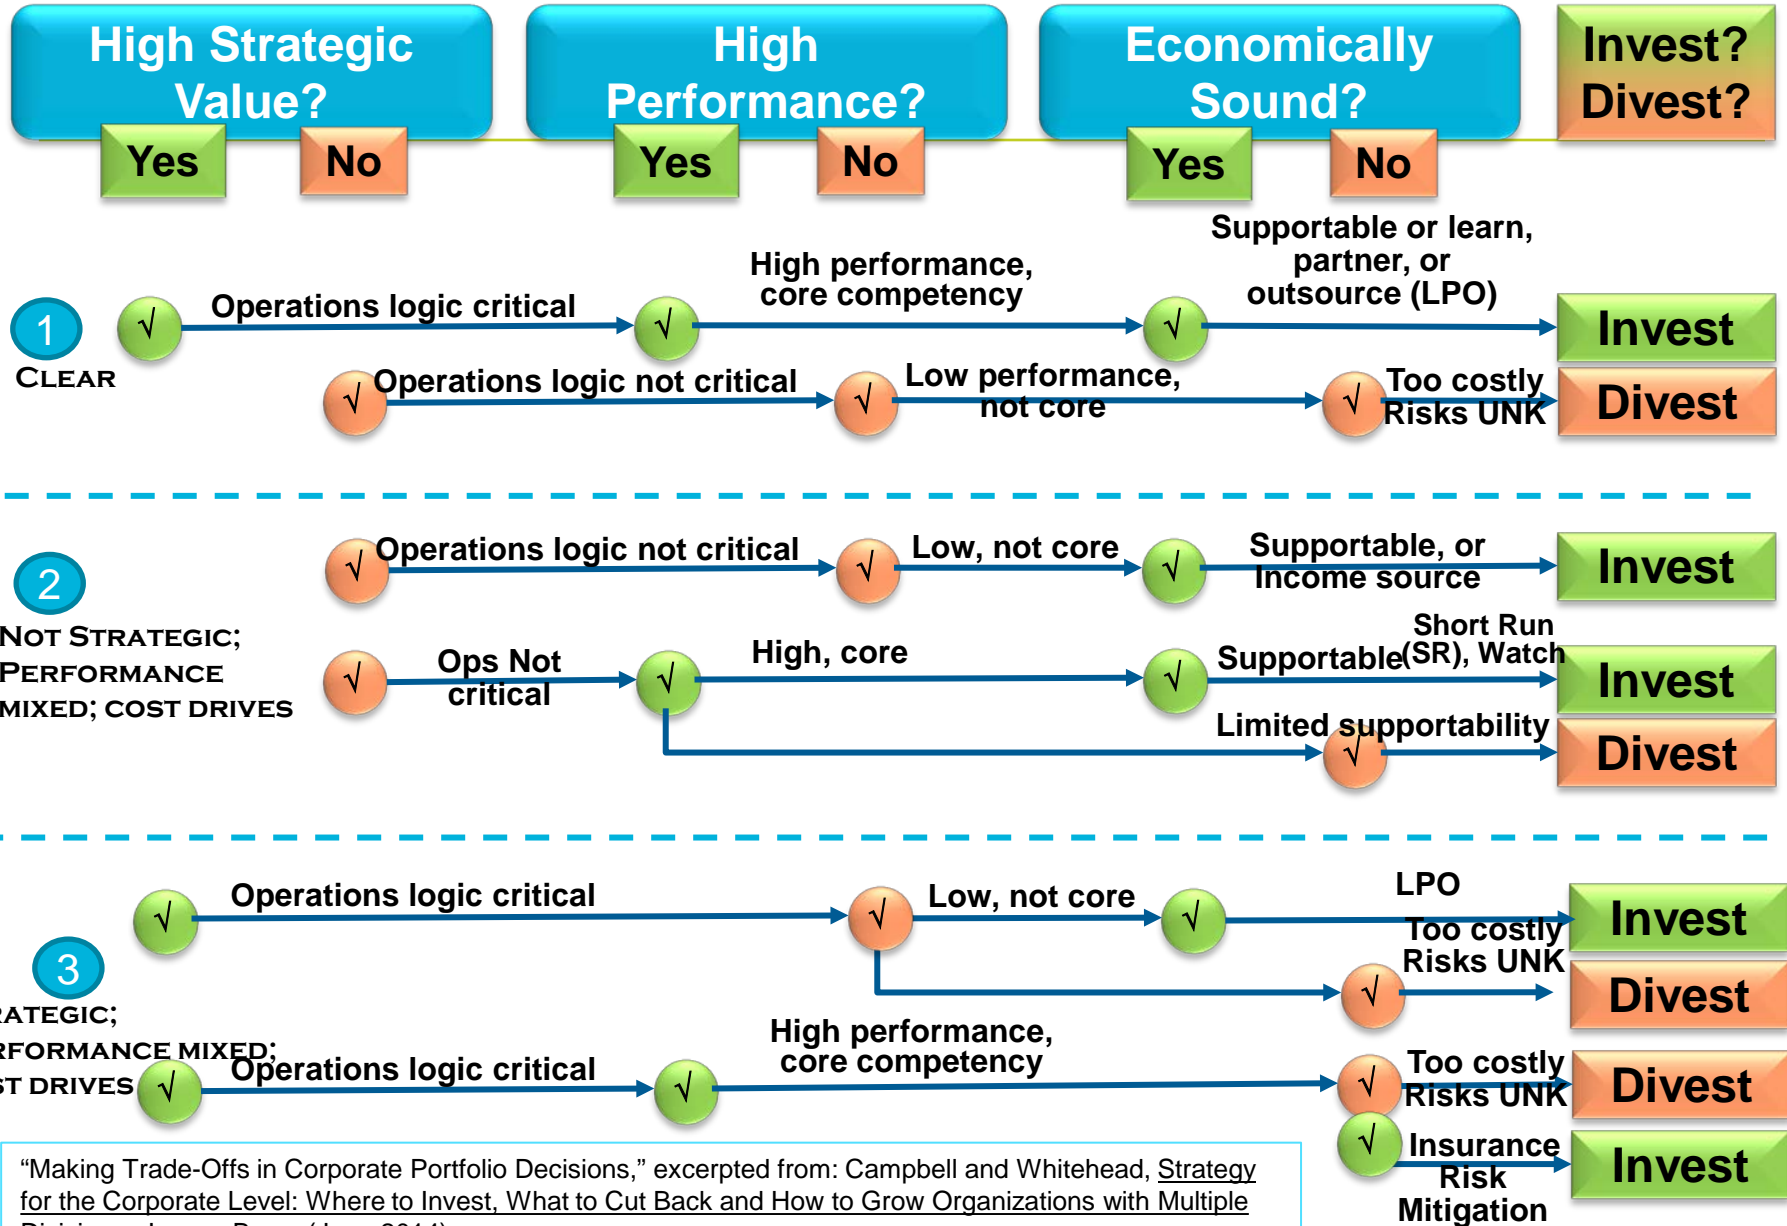 High Strategic
Value?
High
Performance?
Economically
Sound?
Invest?
Divest?
Yes
No
Yes
No
Yes
No
1
CLEAR
√
Operations logic critical
√
High performance,
core competency
√
Supportable or learn,
partner, or
outsource (LPO)
Invest
√
Operations logic not critical
√
Low performance,
not core
√
Too costly
Risks UNK
Divest
2
NOT STRATEGIC;
PERFORMANCE
MIXED; COST DRIVES
√
Operations logic not critical
√
Low, not core
√
Supportable, or
Income source
Invest
√
Ops Not
critical
√
High, core
√
Supportable
Short Run
(SR), Watch
Invest
√
Limited supportability
Divest
3
RATEGIC;
RFORMANCE MIXED;
ST DRIVES
√
Operations logic critical
√
Low, not core
√
LPO
Invest
√
Too costly
Risks UNK
Divest
√
Operations logic critical
√
High performance,
core competency
√
Too costly
Risks UNK
Divest
√
Insurance
Risk
Mitigation
Invest
“Making Trade-Offs in Corporate Portfolio Decisions,” excerpted from: Campbell and Whitehead, Strategy
for the Corporate Level: Where to Invest, What to Cut Back and How to Grow Organizations with Multiple